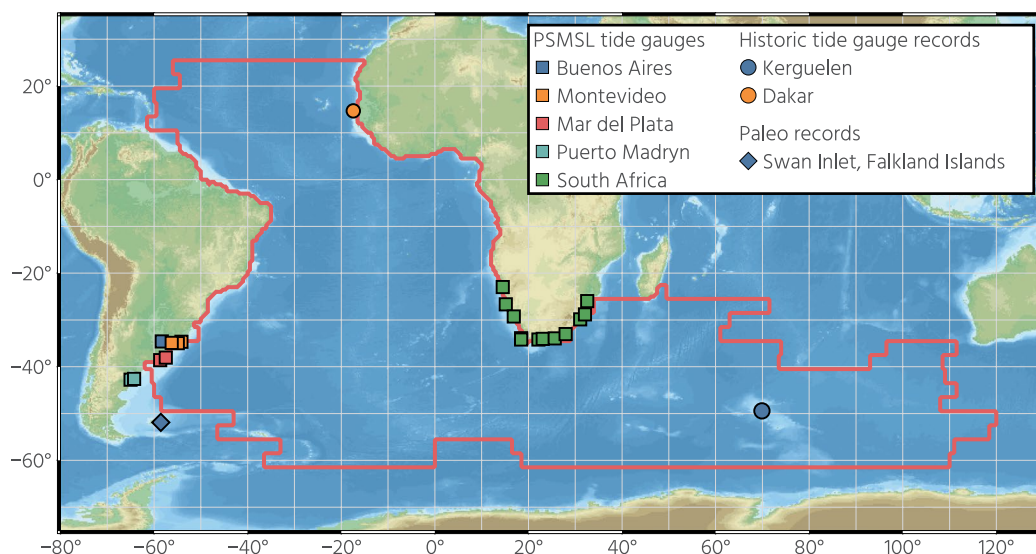 PSMSL tide gauges
Buenos Aires
Montevideo
Mar del Plata
Puerto Madryn
South Africa
Historic tide gauge records
Kerguelen
Dakar
Paleo records
Swan Inlet, Falkland Islands
20°
0°
−20°
−40°
−60°
−80° −60° −40° −20° 0° 20° 40° 60° 80° 100° 120°